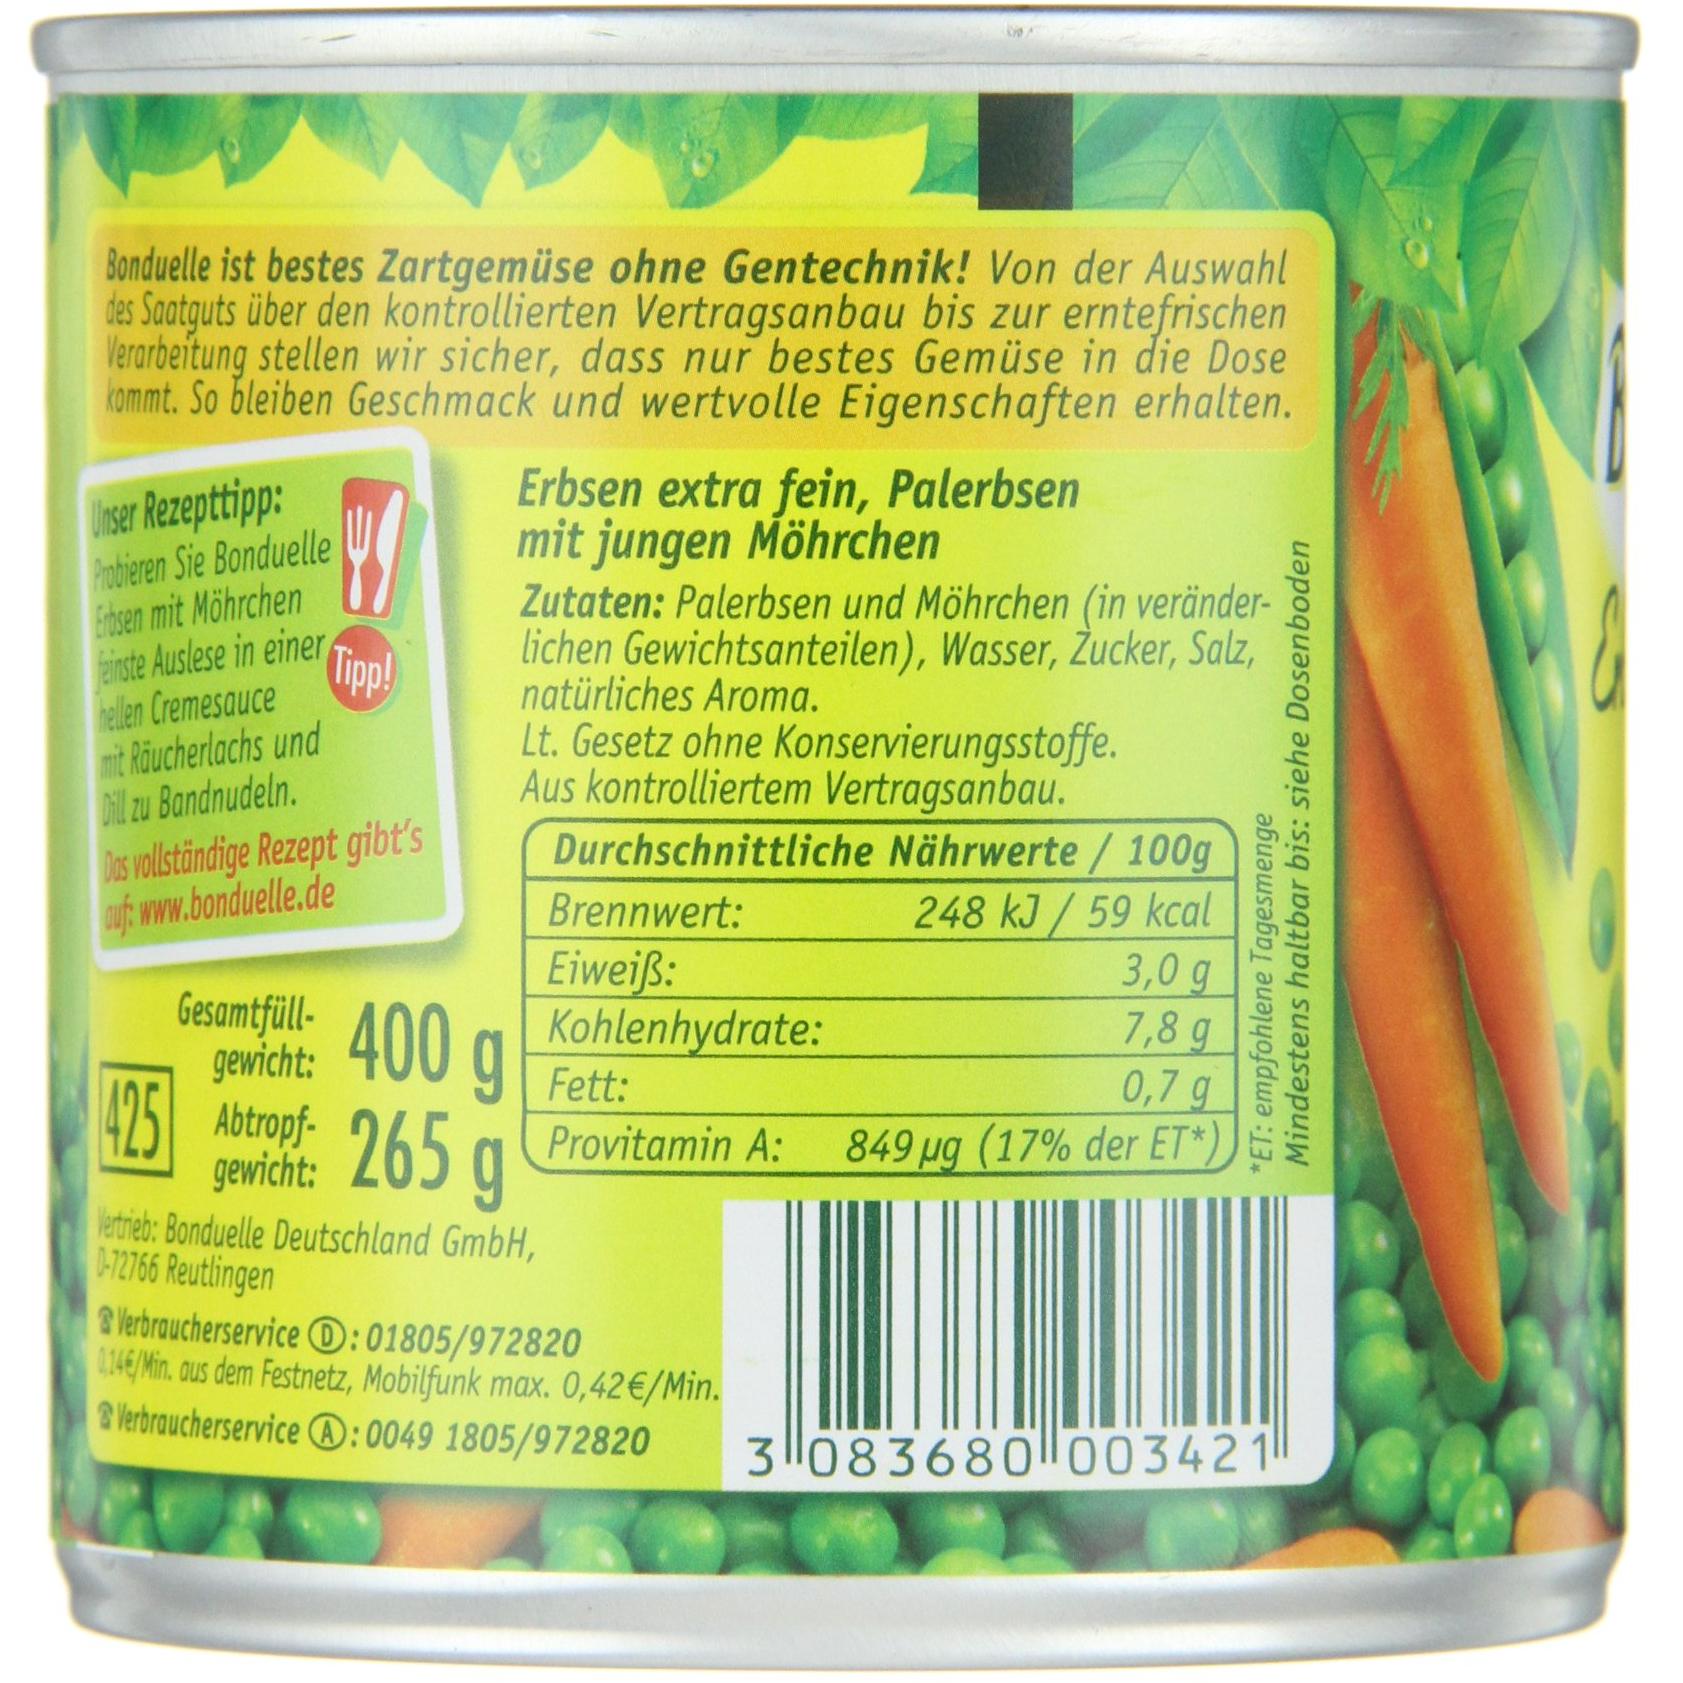 Bonduelle ist bestes Zartgemüse ohne Gentechnik! Von der Auswahl
des Saatguts über den kontrollierten Vertragsanbau bis zur erntefrischen
Verarbeitung stellen wir sicher, dass nur bestes Gemüse in die Dose
kommt. So bleiben Geschmack und wertvolle Eigenschaften erhalten.
Unser Rezepttipp:
Probieren Sie Bonduelle
Erbsen mit Möhrchen
feinste Auslese in einer
hellen Cremesauce
mit Räucherlachs und
Dill zu Bandnudeln.
Das vollständige Rezept gibt's
auf: www.bonduelle.de
Tipp!
Erbsen extra fein, Palerbsen
mit jungen Möhrchen
Zutaten: Palerbsen und Möhrchen (in veränder-
lichen Gewichtsanteilen), Wasser, Zucker, Salz,
natürliches Aroma.
Lt. Gesetz ohne Konservierungsstoffe.
Aus kontrolliertem Vertragsanbau.
Durchschnittliche Nährwerte / 100g
Brennwert: 248 kJ / 59 kcal
Eiweiß: 3,0 g
Kohlenhydrate: 7,8 g
Fett: 0,7 g
Provitamin A: 849 µg (17% der ET*)
*ET: empfohlene Tagesmenge
Mindestens haltbar bis: siehe Dosenboden
Gesamtfüll-
gewicht: 400 g
425
Abtropf-
gewicht: 265 g
Vertrieb: Bonduelle Deutschland GmbH,
D-72766 Reutlingen
☎ Verbraucherservice Ⓓ: 01805/972820
0,14€/Min. aus dem Festnetz, Mobilfunk max. 0,42€/Min.
☎ Verbraucherservice Ⓐ: 0049 1805/972820
3 083680 003421